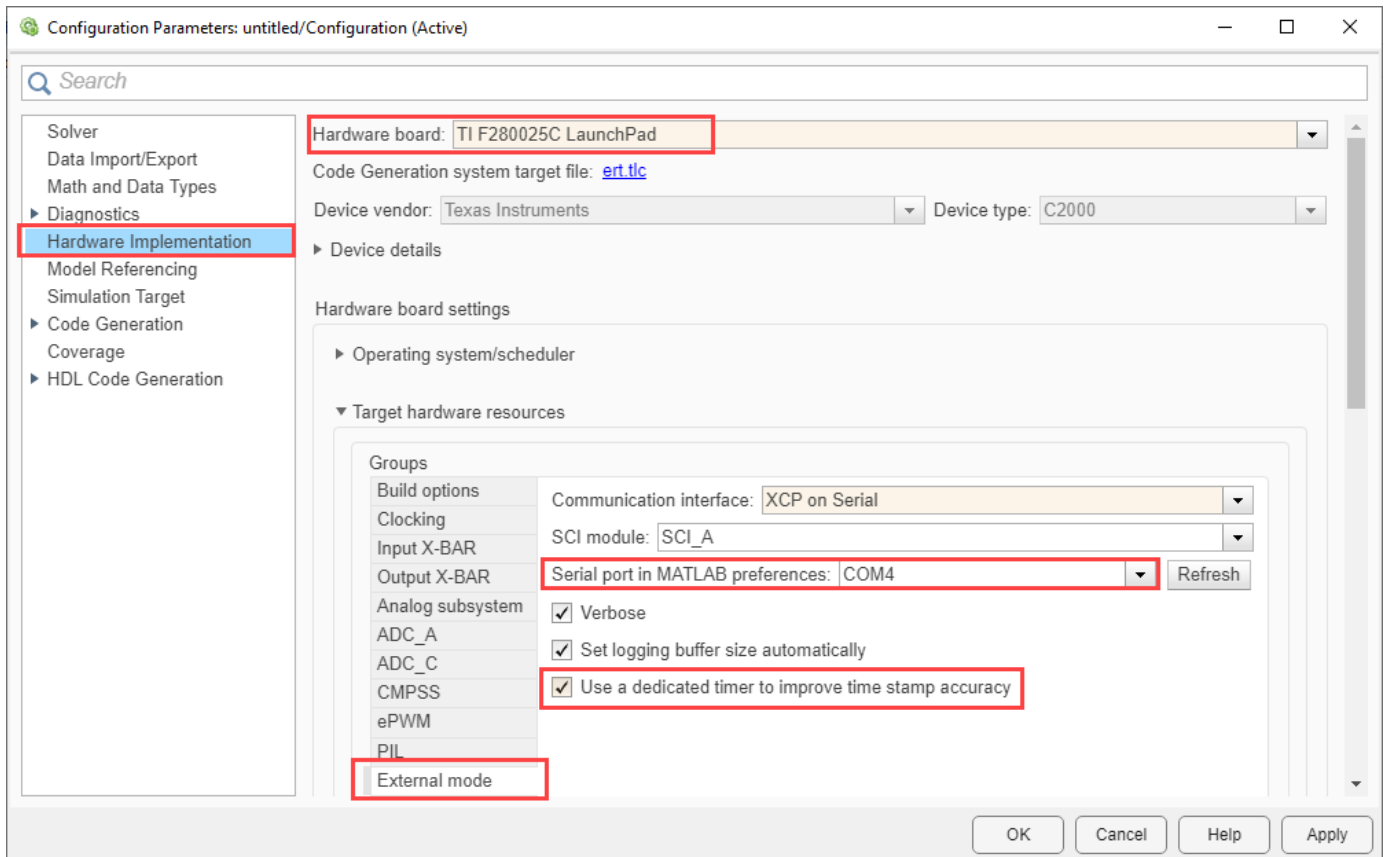 Configuration Parameters: untitled/Configuration (Active)
Search
Solver
Data Import/Export
Math and Data Types
Diagnostics
Hardware Implementation
Model Referencing
Simulation Target
Code Generation
Coverage
HDL Code Generation
Hardware board: TI F280025C LaunchPad
Code Generation system target file: ert.tlc
Device vendor: Texas Instruments Device type: C2000
Device details
Hardware board settings
Operating system/scheduler
Target hardware resources
Groups
Build options
Clocking
Input X-BAR
Output X-BAR
Analog subsystem
ADC_A
ADC_C
CMPSS
ePWM
PIL
External mode
Communication interface: XCP on Serial
SCI module: SCI_A
Serial port in MATLAB preferences: COM4 Refresh
Verbose
Set logging buffer size automatically
Use a dedicated timer to improve time stamp accuracy
OK Cancel Help Apply